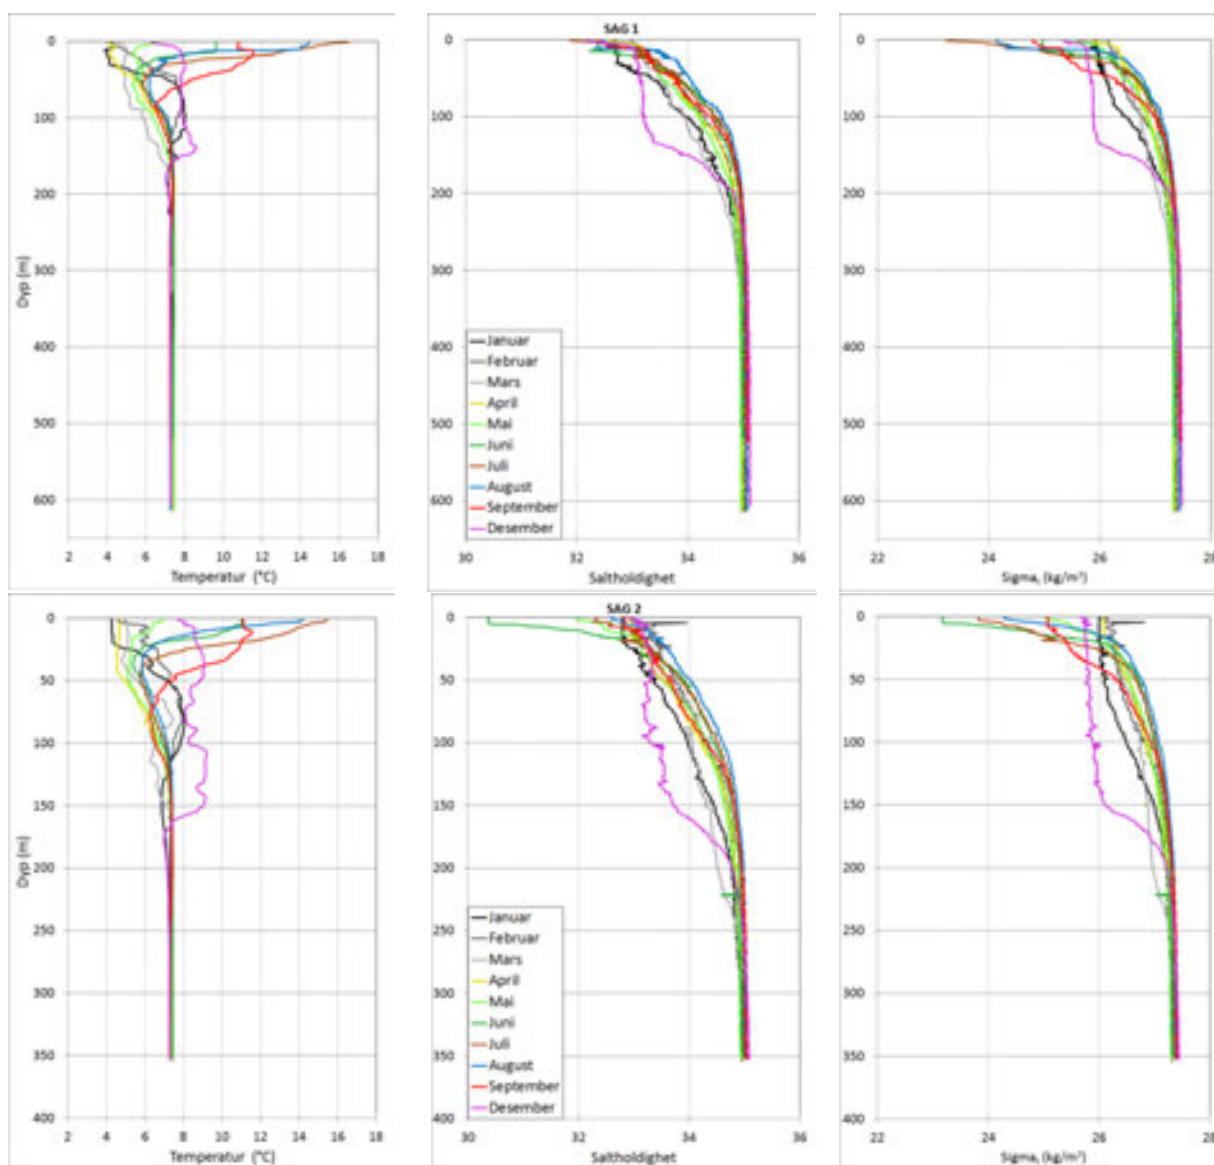 SAG 1
0
100
200
300
400
500
600
Dyp (m)
2 4 6 8 10 12 14 16 18
Temperatur (°C)
0
100
200
300
400
500
600
Januar
Februar
Mars
April
Mai
Juni
Juli
August
September
Desember
30 32 34 36
Saltholdighet
0
100
200
300
400
500
600
22 24 26 28
Sigmaₜ (kg/m³)
SAG 2
0
50
100
150
200
250
300
350
400
Dyp (m)
2 4 6 8 10 12 14 16 18
Temperatur (°C)
0
50
100
150
200
250
300
350
400
Januar
Februar
Mars
April
Mai
Juni
Juli
August
September
Desember
30 32 34 36
Saltholdighet
0
50
100
150
200
250
300
350
400
22 24 26 28
Sigmaₜ (kg/m³)